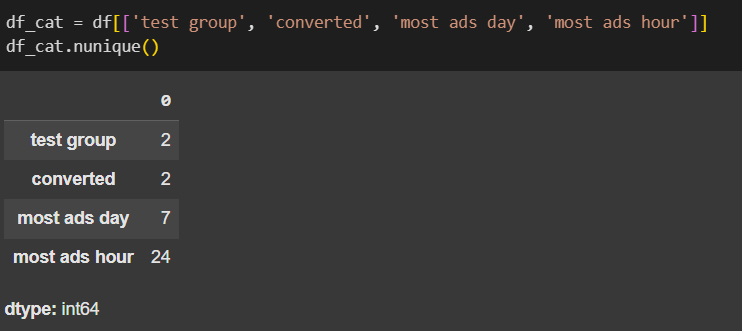 df_cat = df[['test group', 'converted', 'most ads day', 'most ads hour']]
df_cat.nunique()
0
test group 2
converted 2
most ads day 7
most ads hour 24
dtype: int64